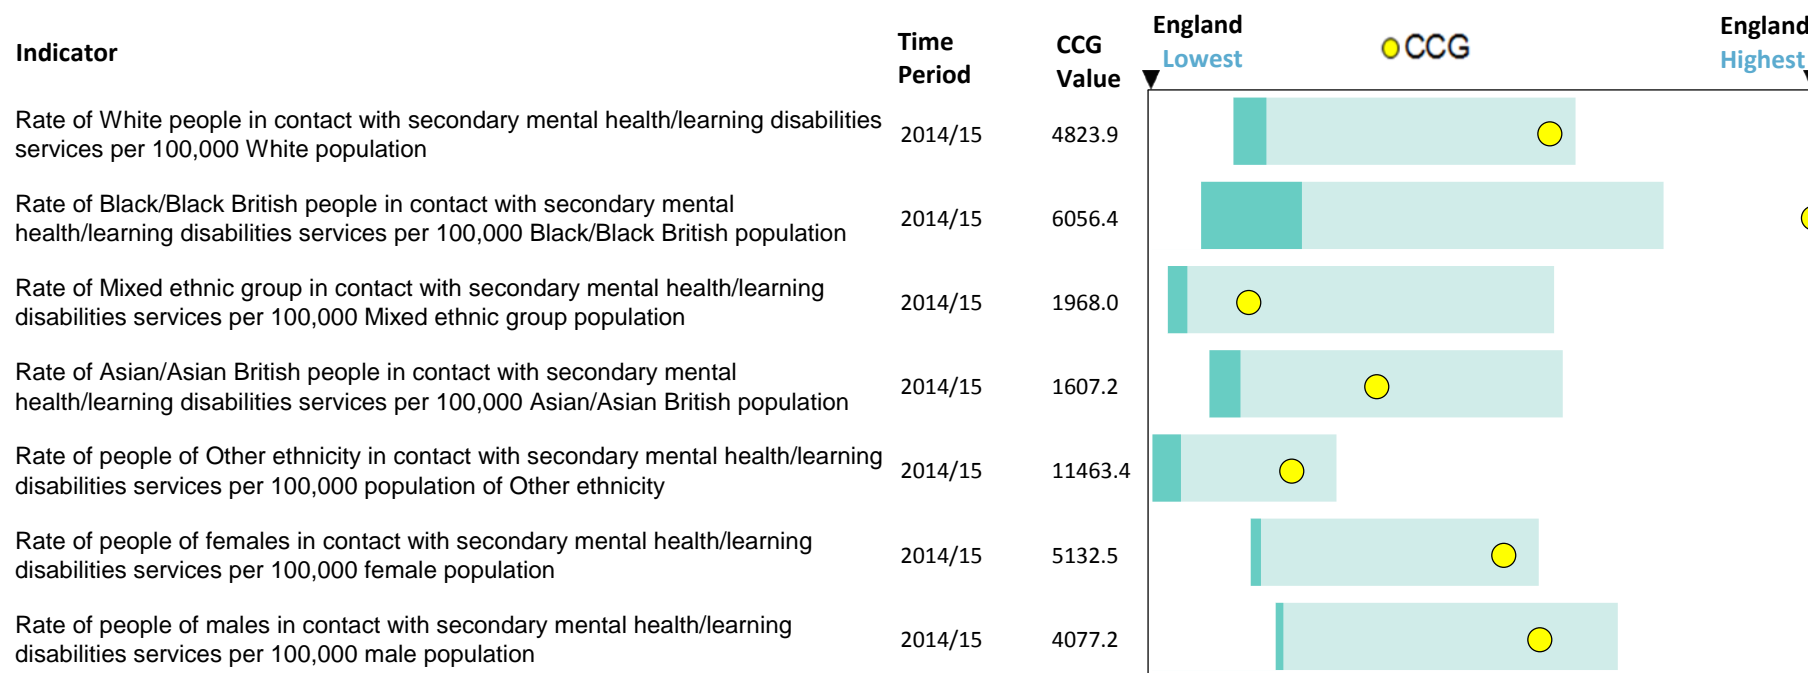 Indicator
Time
Period
CCG
Value
England
Lowest
CCG
England
Highest
Rate of White people in contact with secondary mental health/learning disabilities
services per 100,000 White population
2014/15
4823.9
Rate of Black/Black British people in contact with secondary mental
health/learning disabilities services per 100,000 Black/Black British population
2014/15
6056.4
Rate of Mixed ethnic group in contact with secondary mental health/learning
disabilities services per 100,000 Mixed ethnic group population
2014/15
1968.0
Rate of Asian/Asian British people in contact with secondary mental
health/learning disabilities services per 100,000 Asian/Asian British population
2014/15
1607.2
Rate of people of Other ethnicity in contact with secondary mental health/learning
disabilities services per 100,000 population of Other ethnicity
2014/15
11463.4
Rate of people of females in contact with secondary mental health/learning
disabilities services per 100,000 female population
2014/15
5132.5
Rate of people of males in contact with secondary mental health/learning
disabilities services per 100,000 male population
2014/15
4077.2